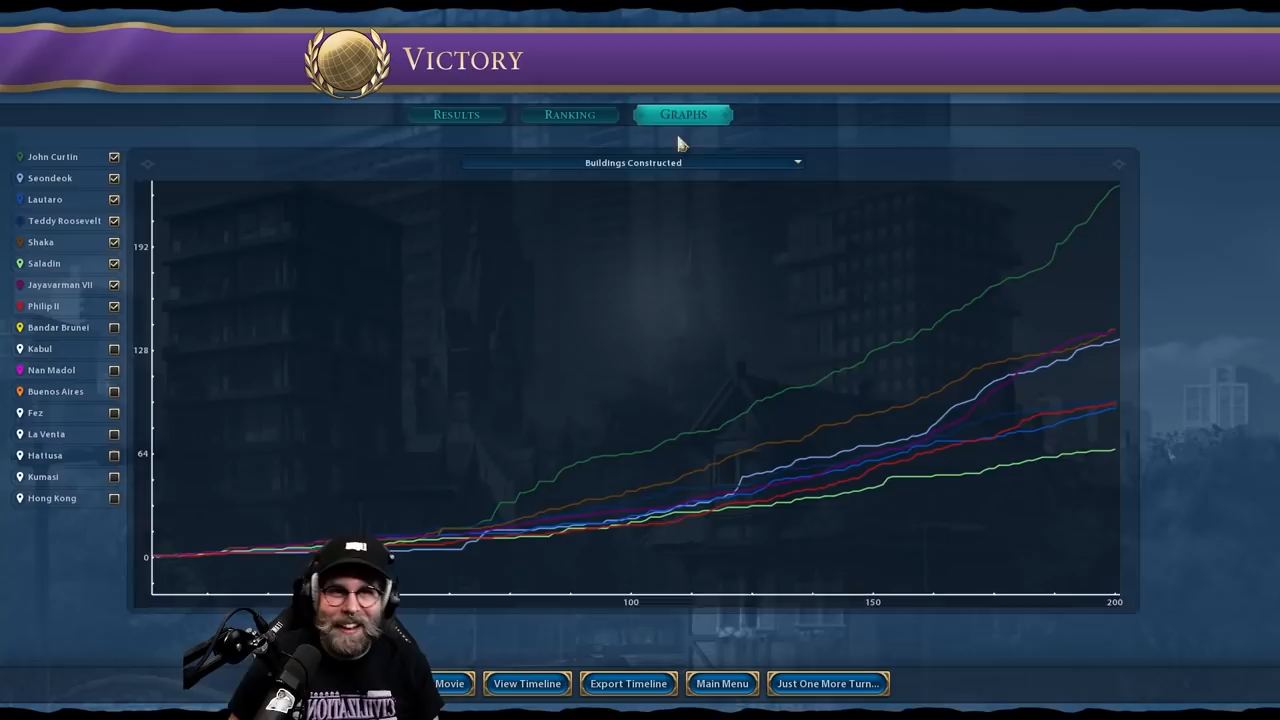 VICTORY
RESULTS
RANKING
GRAPHS
Buildings Constructed
John Curtin
Seondeok
Lautaro
Teddy Roosevelt
Shaka
Saladin
Jayavarman VII
Philip II
Bandar Brunei
Kabul
Nan Madol
Buenos Aires
Fez
La Venta
Hattusa
Kumasi
Hong Kong
192
128
64
0
100
150
200
Movie
View Timeline
Export Timeline
Main Menu
Just One More Turn...
CIVILIZATION